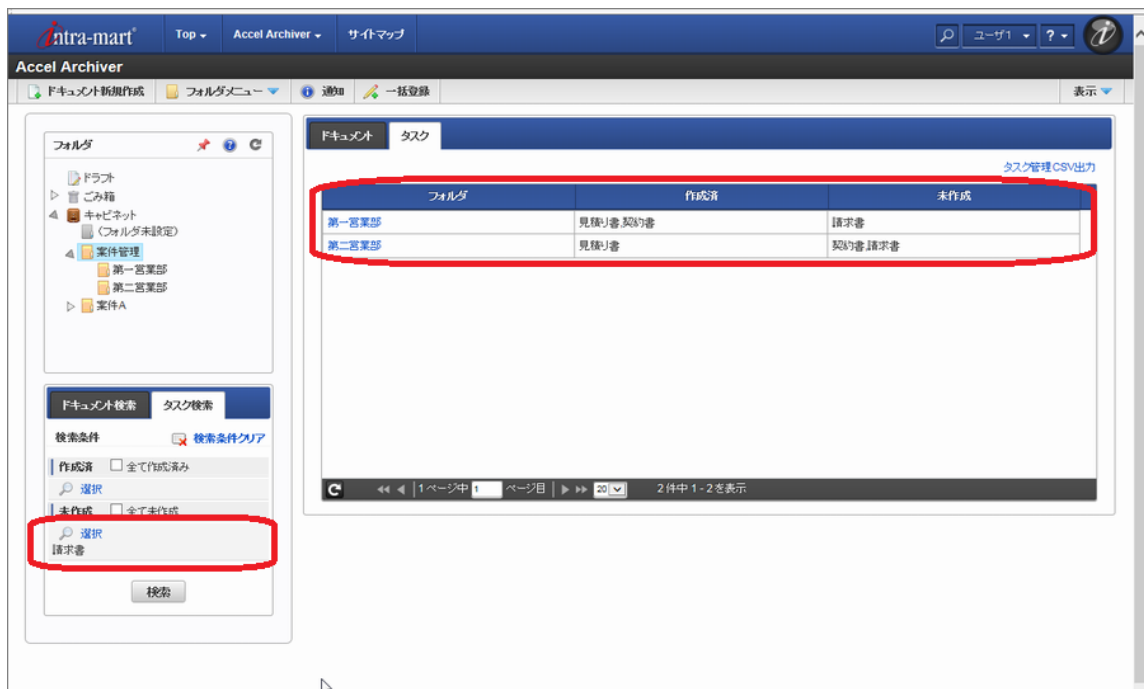 intra-mart
Top
Accel Archiver
サイトマップ
ユーザ1
?
Accel Archiver
ドキュメント新規作成
フォルダメニュー
通知
一括登録
表示
フォルダ
ドラフト
ごみ箱
キャビネット
(フォルダ未設定)
案件管理
第一営業部
第二営業部
案件A
ドキュメント検索 タスク検索
検索条件 検索条件クリア
作成済 全て作成済み
選択
未作成 全て未作成
選択
請求書
検索
ドキュメント タスク
タスク管理CSV出力
フォルダ 作成済 未作成
第一営業部 見積り書,契約書 請求書
第二営業部 見積り書 契約書,請求書
1ページ中 1 ページ目 20 2件中 1 - 2 を表示